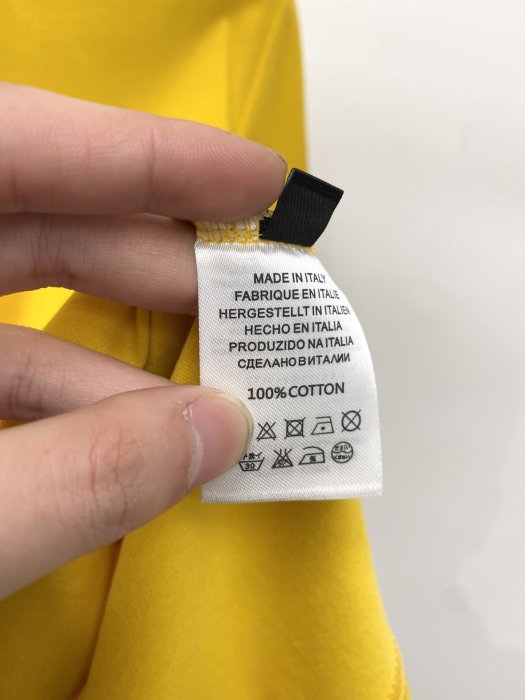 MADE IN ITALY
FABRIQUE EN ITALIE
HERGESTELLT IN ITALIEN
HECHO EN ITALIA
PRODUZIDO NA ITALIA
СДЕЛАНО В ИТАЛИИ
100% COTTON
30